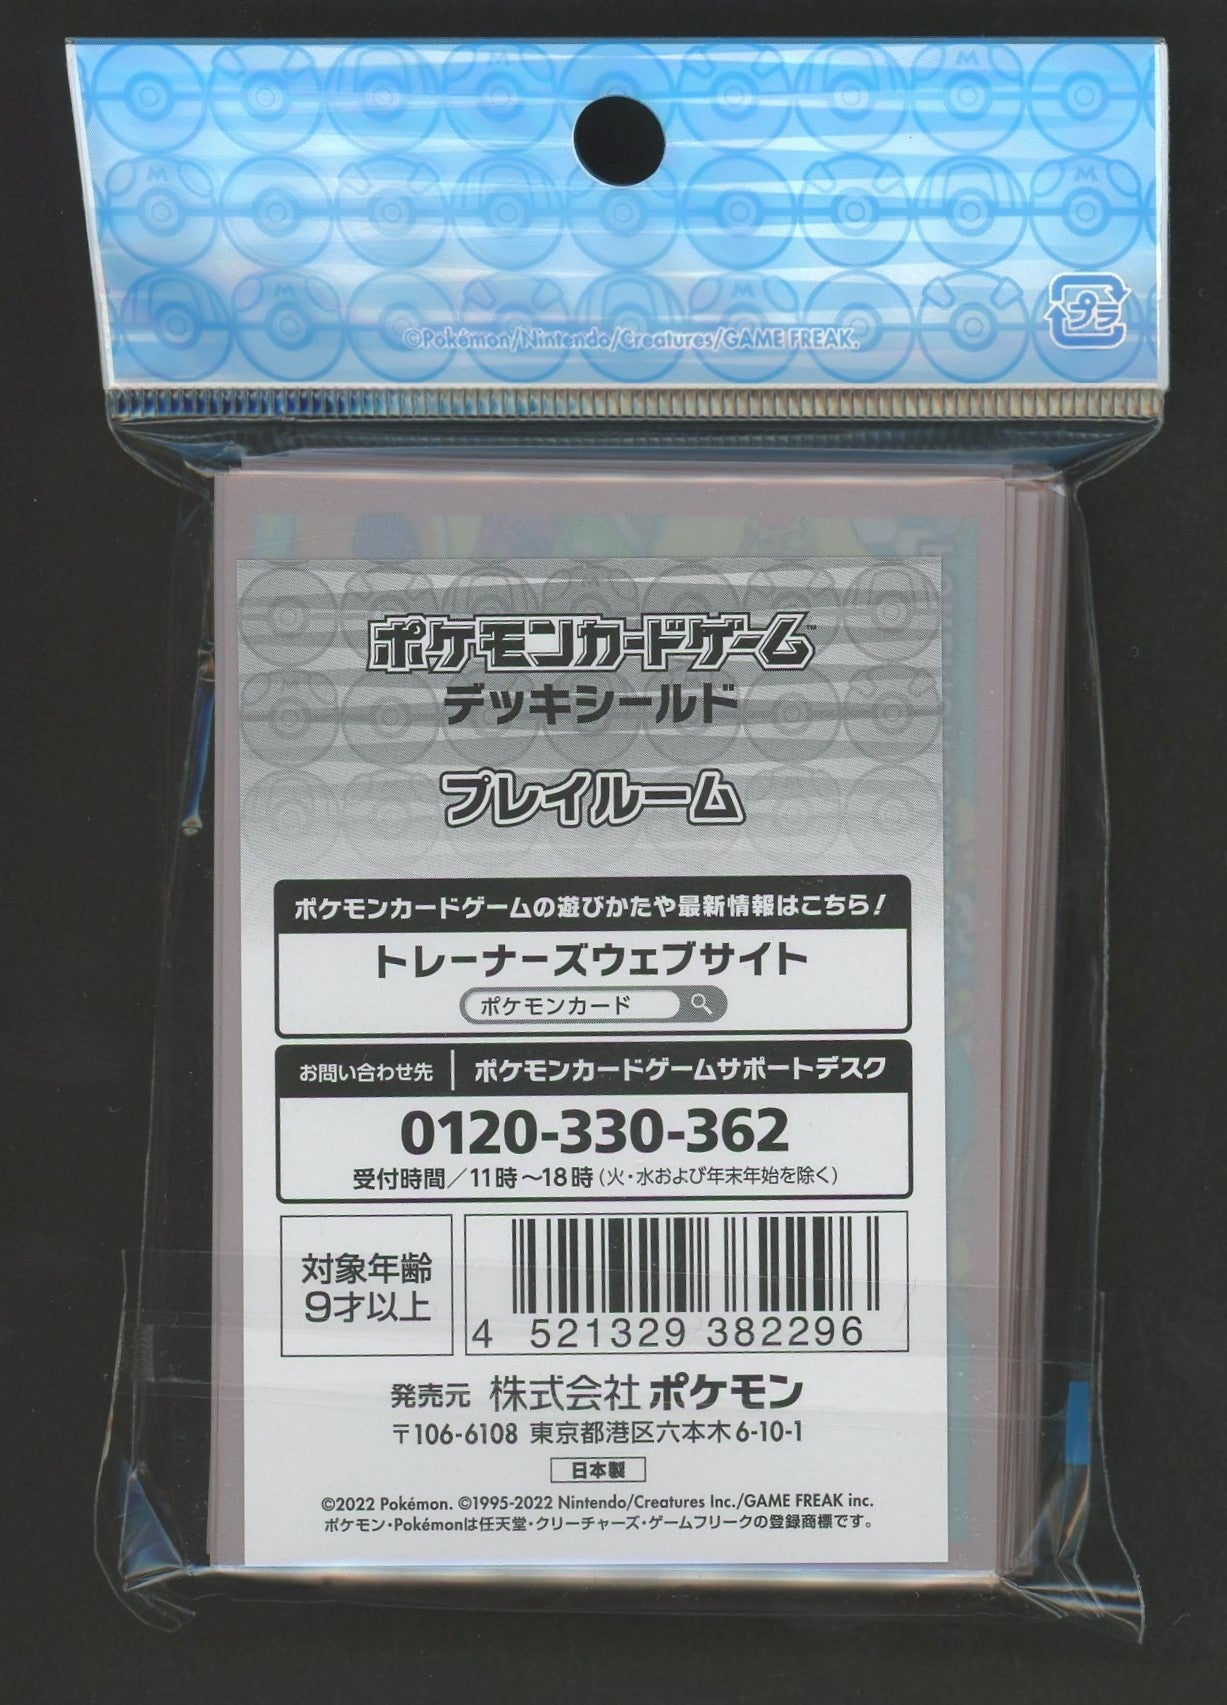 ©Pokémon/Nintendo/Creatures/GAME FREAK.
プラ
ポケモンカードゲーム™
デッキシールド
プレイルーム
ポケモンカードゲームの遊びかたや最新情報はこちら!
トレーナーズウェブサイト
ポケモンカード
お問い合わせ先 | ポケモンカードゲームサポートデスク
0120-330-362
受付時間/11時~18時(火・水および年末年始を除く)
対象年齢
9才以上
4 521329 382296
発売元 株式会社ポケモン
〒106-6108 東京都港区六本木6-10-1
日本製
©2022 Pokémon. ©1995-2022 Nintendo/Creatures Inc./GAME FREAK inc.
ポケモン・Pokémonは任天堂・クリーチャーズ・ゲームフリークの登録商標です。